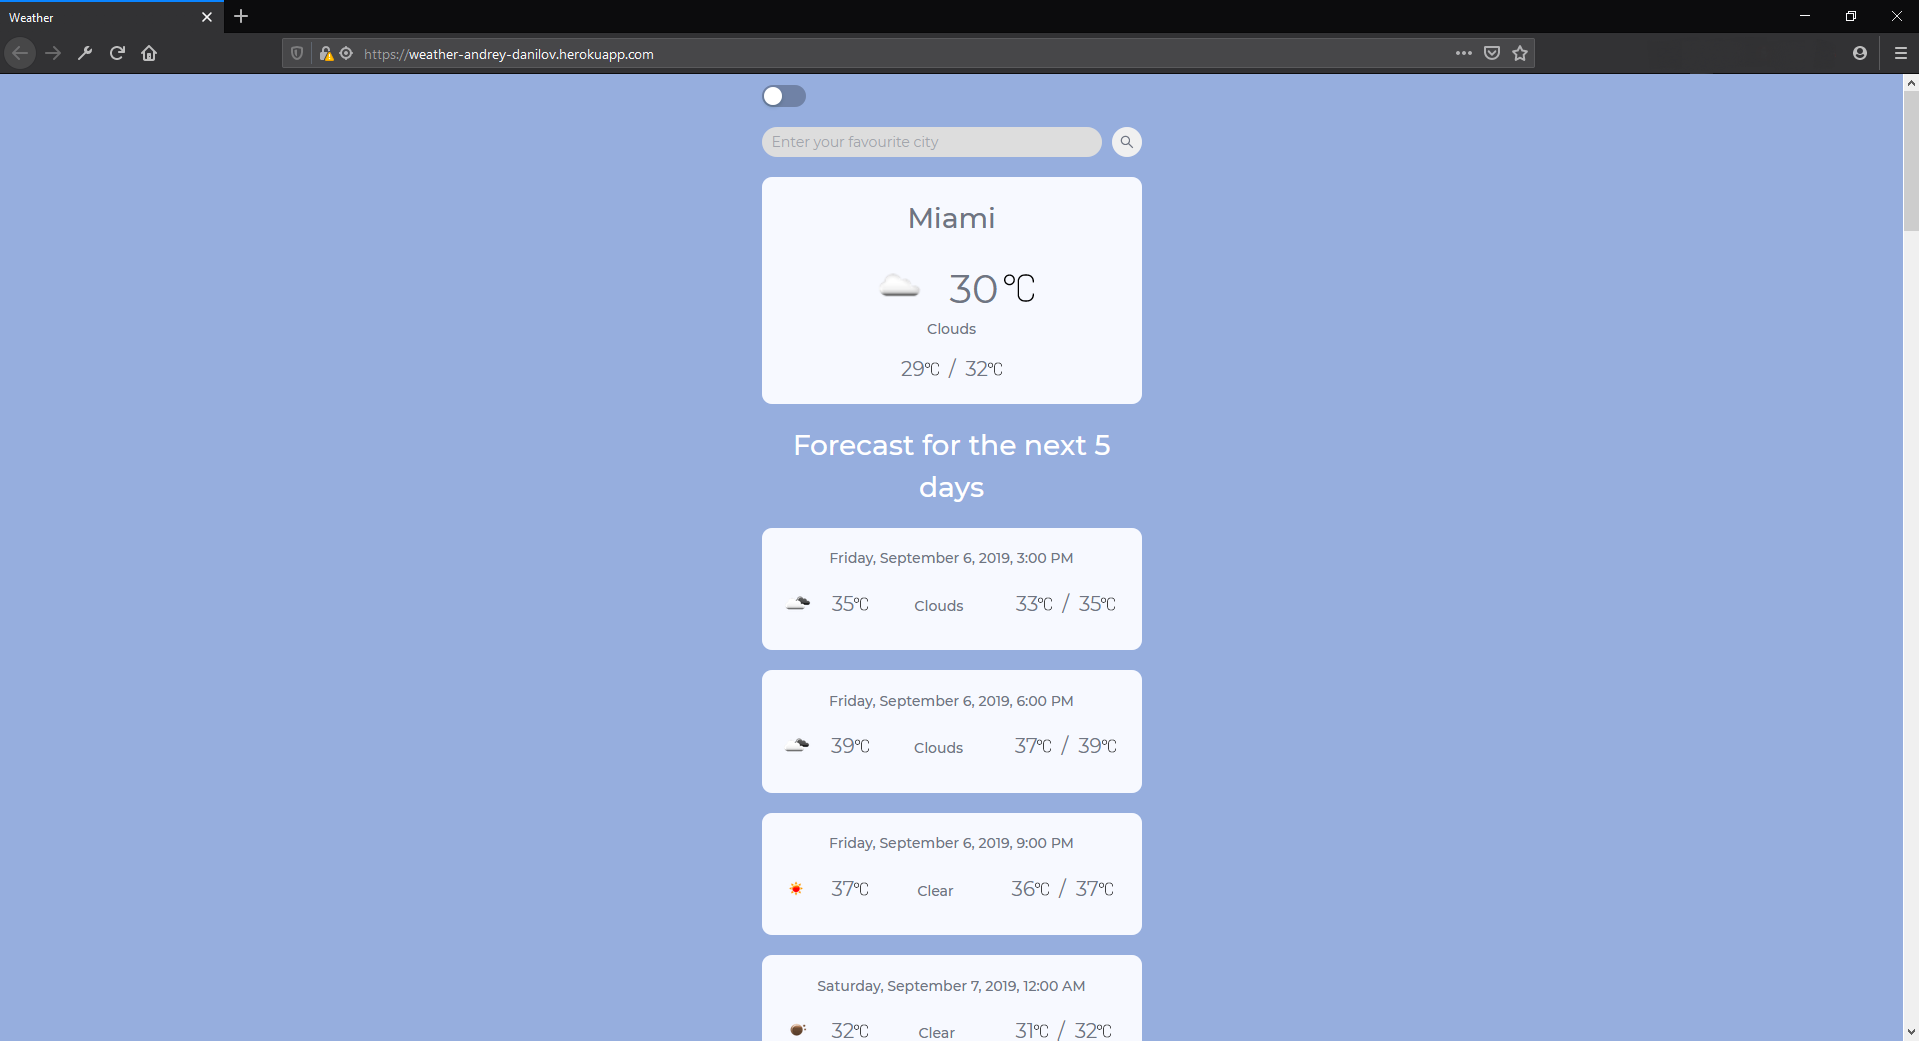 Weather
https://weather-andrey-danilov.herokuapp.com
Enter your favourite city
Miami
30 °C
Clouds
29°C / 32°C
Forecast for the next 5
days
Friday, September 6, 2019, 3:00 PM
35°C Clouds 33°C / 35°C
Friday, September 6, 2019, 6:00 PM
39°C Clouds 37°C / 39°C
Friday, September 6, 2019, 9:00 PM
37°C Clear 36°C / 37°C
Saturday, September 7, 2019, 12:00 AM
32°C Clear 31°C / 32°C